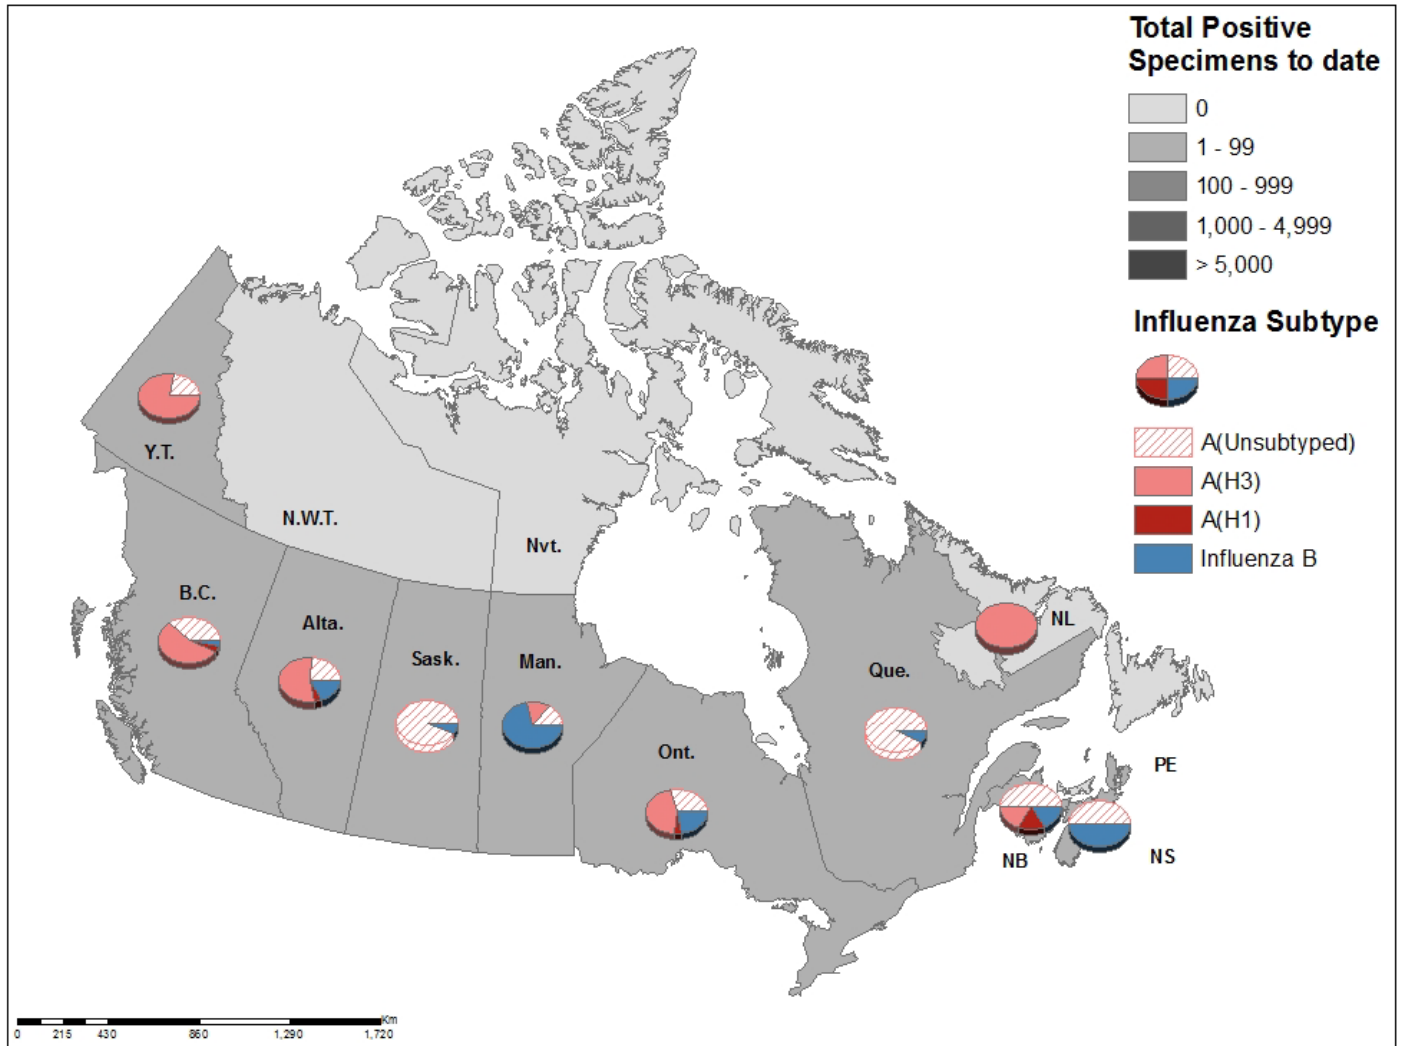 Total Positive
Specimens to date
0
1 - 99
100 - 999
1,000 - 4,999
> 5,000
Influenza Subtype
A(Unsubtyped)
A(H3)
A(H1)
Influenza B
Y.T.
N.W.T.
Nvt.
B.C.
Alta.
Sask.
Man.
Ont.
Que.
NL
PE
NB
NS
Km
0 215 430 860 1,290 1,720